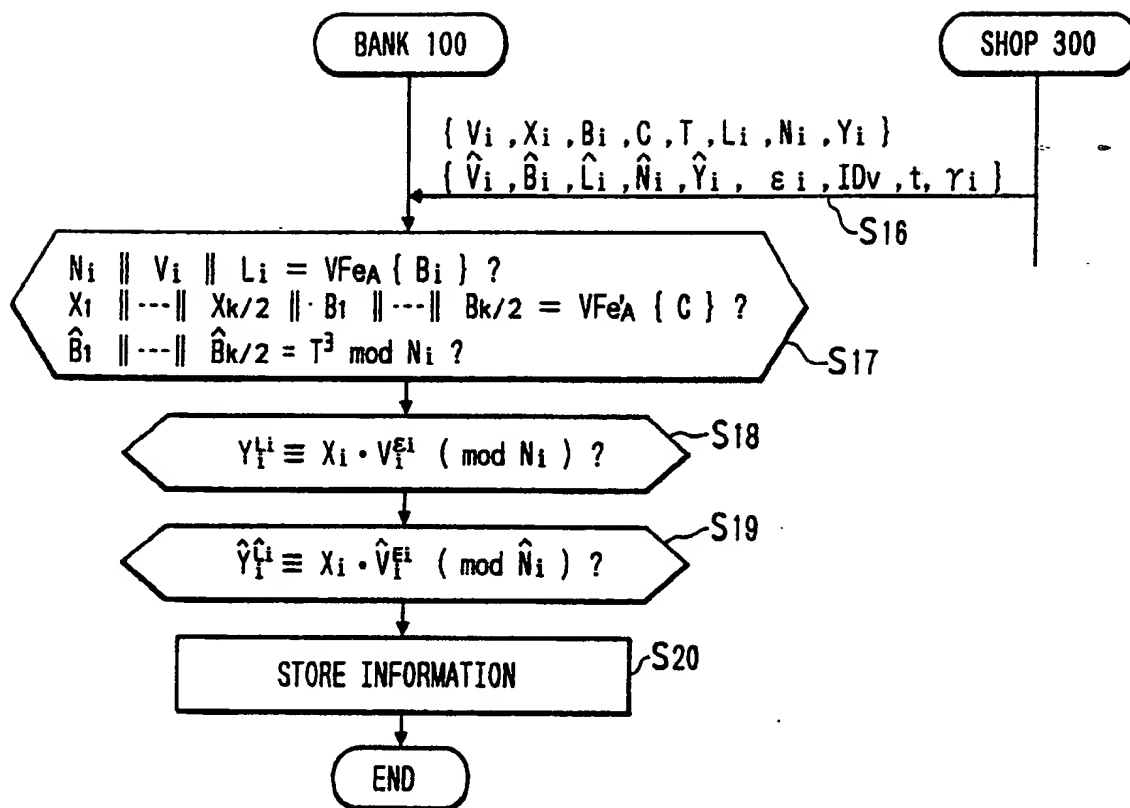 BANK 100
SHOP 300
{ Vi , Xi , Bi , C , T , Li , Ni , Yi }
{ V̂i , B̂i , L̂i , N̂i , Ŷi , εi , IDv , t, γi }
S16
Ni ‖ Vi ‖ Li = VFeA { Bi } ?
X1 ‖ --- ‖ Xk/2 ‖ B1 ‖ --- ‖ Bk/2 = VFe'A { C } ?
B̂1 ‖ --- ‖ B̂k/2 = T³ mod Ni ?
S17
Yi^Li ≡ Xi · Vi^εi ( mod Ni ) ?
S18
Ŷi^L̂i ≡ Xi · V̂i^Ei ( mod N̂i ) ?
S19
STORE INFORMATION
S20
END